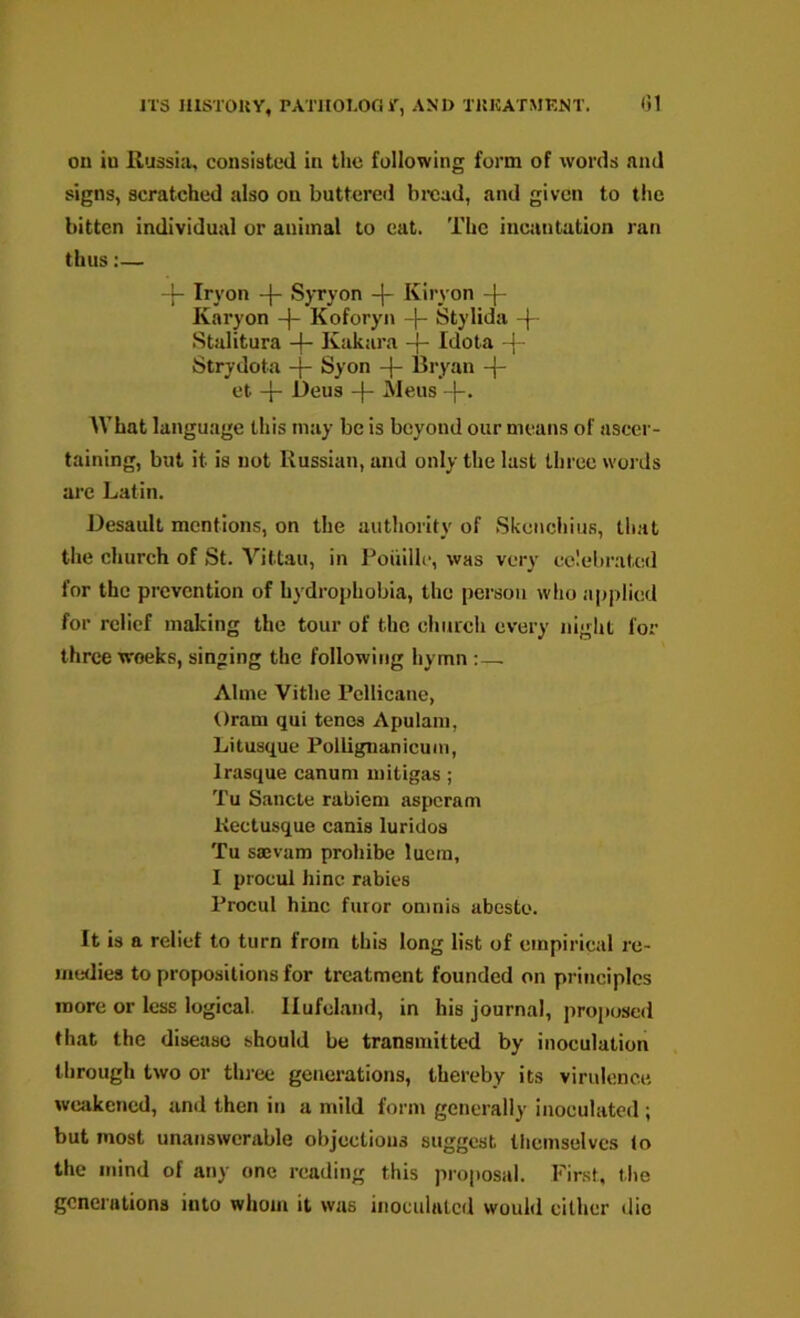 ITS HISTORY, PATHOLOGY, AND TREATMENT. 61
on in Russia, consisted in the following form of words and
signs, scratched also on buttered bread, and given to the
bitten individual or animal to eat. The incantation ran
thus:—
+ Iryon + Syryon + Kiryon +
Karyon + Koforyn + Stylida +
Stalitura + Kakara + Idota +
Strydota + Syon + Bryan +
et + Deus + Meus +.
What language this may be is beyond our means of ascer-
taining, but it is not Russian, and only the last three words
are Latin.
Desault mentions, on the authority of Skenchius, that
the church of St. Vittau, in Poüille, was very celebrated
for the prevention of hydrophobia, the person who applied
for relief making the tour of the church every night for
three weeks, singing the following hymn:—
Alme Vithe Pellicane,
Oram qui tenes Apulam,
Litusque Pollignanicum,
Irasque canum mitigas;
Tu Sancte rabiem asperam
Rectusque canis luridos
Tu sævam prohibe luem,
I procul hinc rabies
Procul hinc furor omnis abesto.
It is a relief to turn from this long list of empirical re-
medies to propositions for treatment founded on principles
more or less logical. Hufeland, in his journal, proposed
that the disease should be transmitted by inoculation
through two or three generations, thereby its virulence
weakened, and then in a mild form generally inoculated;
but most unanswerable objections suggest themselves to
the mind of any one reading this proposal. First, the
generations into whom it was inoculated would either die